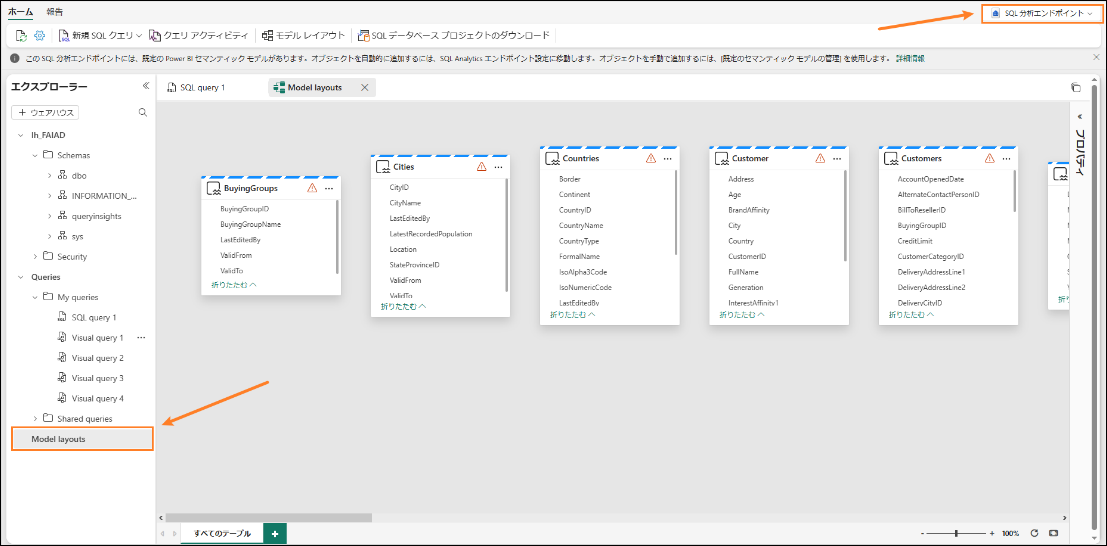 ホーム 報告
SQL 分析エンドポイント
新規 SQL クエリ クエリ アクティビティ モデル レイアウト SQL データベース プロジェクトのダウンロード
この SQL 分析エンドポイントには、既定の Power BI セマンティック モデルがあります。オブジェクトを自動的に追加するには、SQL Analytics エンドポイント設定に移動します。オブジェクトを手動で追加するには、[既定のセマンティック モデルの管理] を使用します。 詳細情報
エクスプローラー
+ ウェアハウス
lh_FAIAD
Schemas
dbo
INFORMATION_...
queryinsights
sys
Security
Queries
My queries
SQL query 1
Visual query 1
Visual query 2
Visual query 3
Visual query 4
Shared queries
Model layouts
SQL query 1
Model layouts
BuyingGroups
BuyingGroupID
BuyingGroupName
LastEditedBy
ValidFrom
ValidTo
折りたたむ
Cities
CityID
CityName
LastEditedBy
LatestRecordedPopulation
Location
StateProvinceID
ValidFrom
ValidTo
折りたたむ
Countries
Border
Continent
CountryID
CountryName
CountryType
FormalName
IsoAlpha3Code
IsoNumericCode
LastEditedBy
折りたたむ
Customer
Address
Age
BrandAffinity
City
Country
CustomerID
FullName
Generation
InterestAffinity1
折りたたむ
Customers
AccountOpenedDate
AlternateContactPersonID
BillToResellerID
BuyingGroupID
CreditLimit
CustomerCategoryID
DeliveryAddressLine1
DeliveryAddressLine2
DeliveryCityID
折りたたむ
プロパティ
すべてのテーブル
+
- + 100%